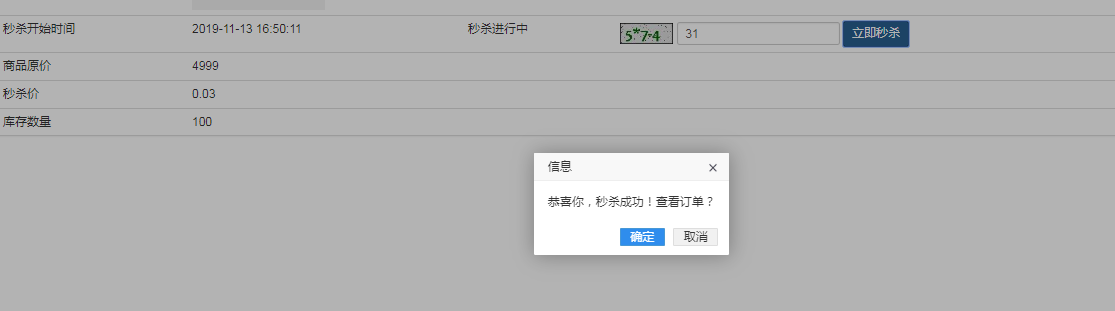 秒杀开始时间 2019-11-13 16:50:11 秒杀进行中 5*7-4 31 立即秒杀
商品原价 4999
秒杀价 0.03
库存数量 100
信息 ×
恭喜你，秒杀成功！查看订单？
确定 取消